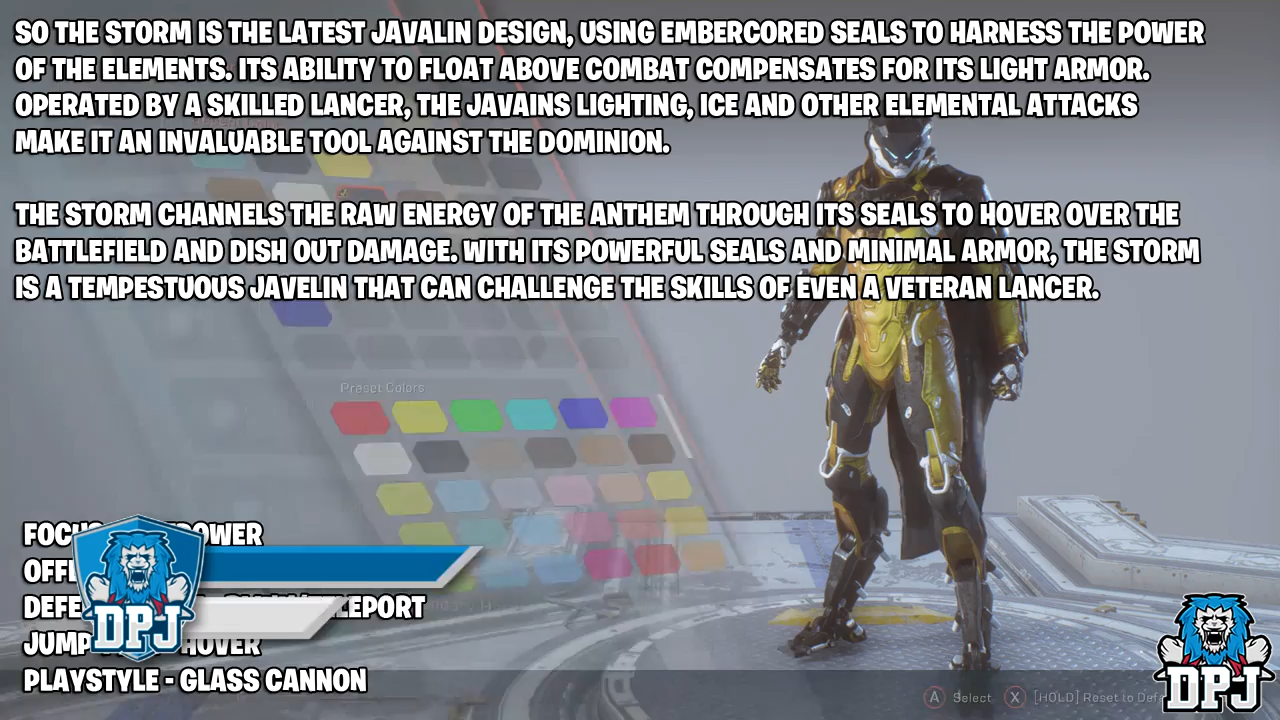 SO THE STORM IS THE LATEST JAVALIN DESIGN, USING EMBERCORED SEALS TO HARNESS THE POWER
OF THE ELEMENTS. ITS ABILITY TO FLOAT ABOVE COMBAT COMPENSATES FOR ITS LIGHT ARMOR.
OPERATED BY A SKILLED LANCER, THE JAVAINS LIGHTING, ICE AND OTHER ELEMENTAL ATTACKS
MAKE IT AN INVALUABLE TOOL AGAINST THE DOMINION.
THE STORM CHANNELS THE RAW ENERGY OF THE ANTHEM THROUGH ITS SEALS TO HOVER OVER THE
BATTLEFIELD AND DISH OUT DAMAGE. WITH ITS POWERFUL SEALS AND MINIMAL ARMOR, THE STORM
IS A TEMPESTUOUS JAVELIN THAT CAN CHALLENGE THE SKILLS OF EVEN A VETERAN LANCER.
Preset Colors
HOVER
PLAYSTYLE - GLASS CANNON
DPJ
DPJ
A Select X [HOLD] Reset to